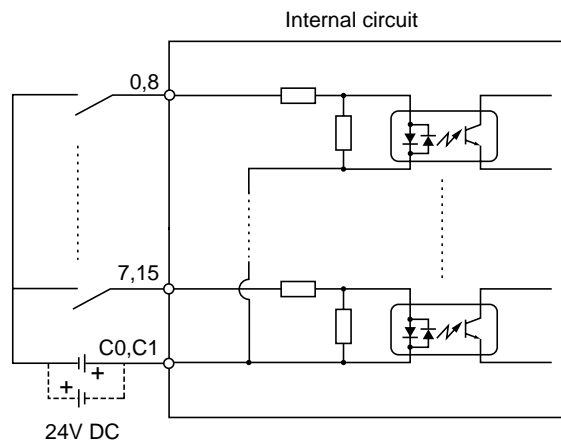 Internal circuit
0,8
7,15
C0,C1
+
+
24V DC